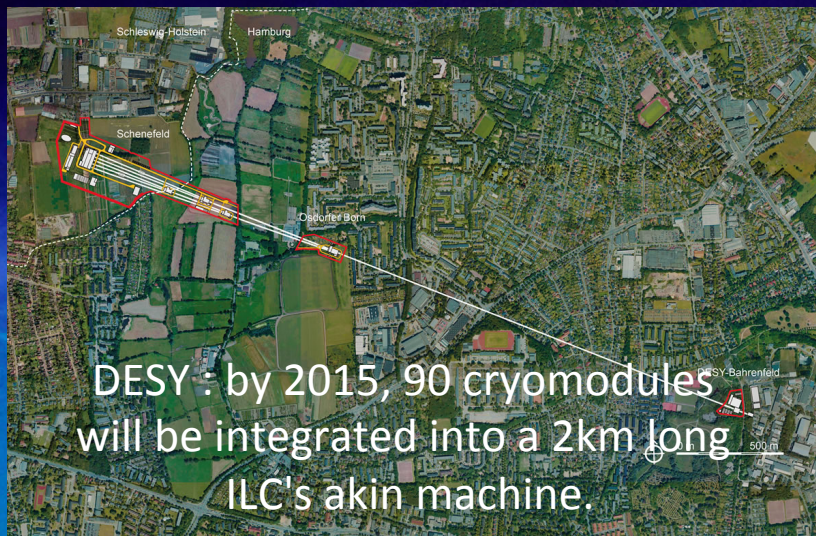 Schleswig-Holstein
Hamburg
Schenefeld
Osdorfer Born
DESY-Bahrenfeld
DESY . by 2015, 90 cryomodules
will be integrated into a 2km long
500 m
ILC's akin machine.